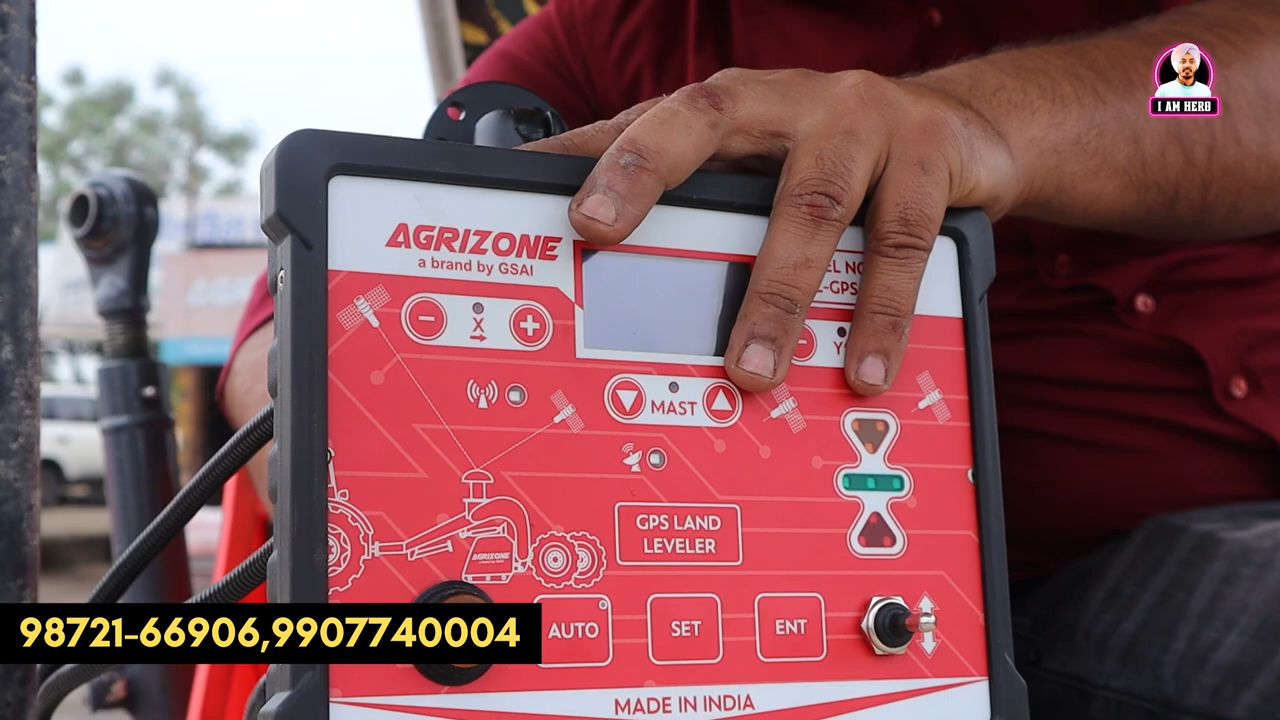 I AM HERO
AGRIZONE
a brand by GSAI
X
MAST
GPS LAND
LEVELER
AGRIZONE
AUTO
SET
ENT
98721-66906,9907740004
MADE IN INDIA